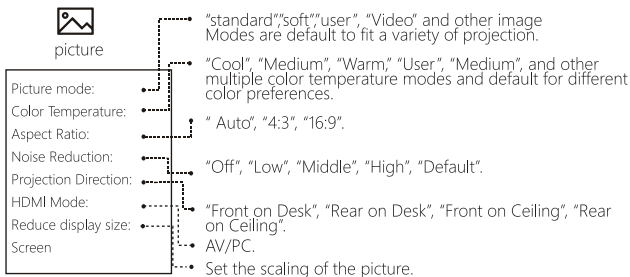 picture
Picture mode:
Color Temperature:
Aspect Ratio:
Noise Reduction:
Projection Direction:
HDMI Mode:
Reduce display size:
Screen
"standard","soft","user", "Video" and other image
Modes are default to fit a variety of projection.
"Cool", "Medium", "Warm," "User", "Medium", and other
multiple color temperature modes and default for different
color preferences.
" Auto", "4:3", "16:9".
"Off", "Low", "Middle", "High", "Default".
"Front on Desk", "Rear on Desk", "Front on Ceiling", "Rear
on Ceiling".
AV/PC.
Set the scaling of the picture.